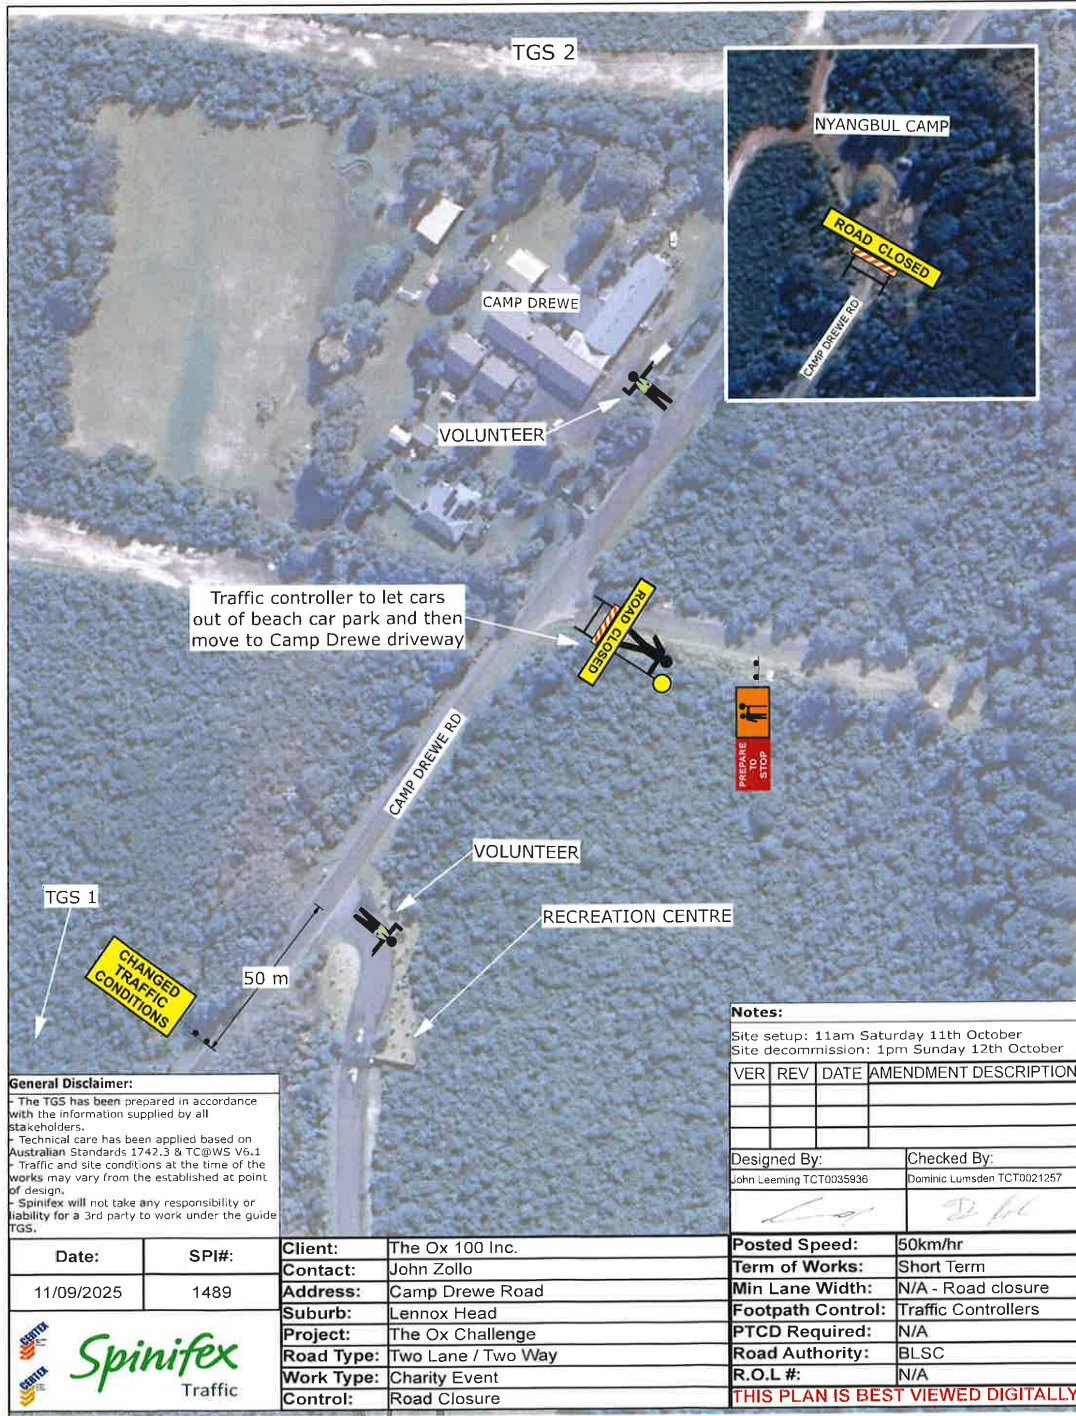 TGS 2
NYANGBUL CAMP
ROAD CLOSED
CAMP DREWE RD
CAMP DREWE
VOLUNTEER
Traffic controller to let cars
out of beach car park and then
move to Camp Drewe driveway
ROAD CLOSED
PREPARE
TO
STOP
CAMP DREWE RD
VOLUNTEER
RECREATION CENTRE
TGS 1
CHANGED
TRAFFIC
CONDITIONS
50 m
General Disclaimer:
- The TGS has been prepared in accordance
with the information supplied by all
stakeholders.
- Technical care has been applied based on
Australian Standards 1742.3 & TC@WS V6.1
- Traffic and site conditions at the time of the
works may vary from the established at point
of design.
- Spinifex will not take any responsibility or
liability for a 3rd party to work under the guide
TGS.
Notes:
Site setup: 11am Saturday 11th October
Site decommission: 1pm Sunday 12th October
VER REV DATE AMENDMENT DESCRIPTION
Designed By: Checked By:
John Leeming TCT0035936 Dominic Lumsden TCT0021257
Date: SPI#:
11/09/2025 1489
CERTEX
CERTEX
Spinifex
Traffic
Client: The Ox 100 Inc.
Contact: John Zollo
Address: Camp Drewe Road
Suburb: Lennox Head
Project: The Ox Challenge
Road Type: Two Lane / Two Way
Work Type: Charity Event
Control: Road Closure
Posted Speed: 50km/hr
Term of Works: Short Term
Min Lane Width: N/A - Road closure
Footpath Control: Traffic Controllers
PTCD Required: N/A
Road Authority: BLSC
R.O.L #: N/A
THIS PLAN IS BEST VIEWED DIGITALLY